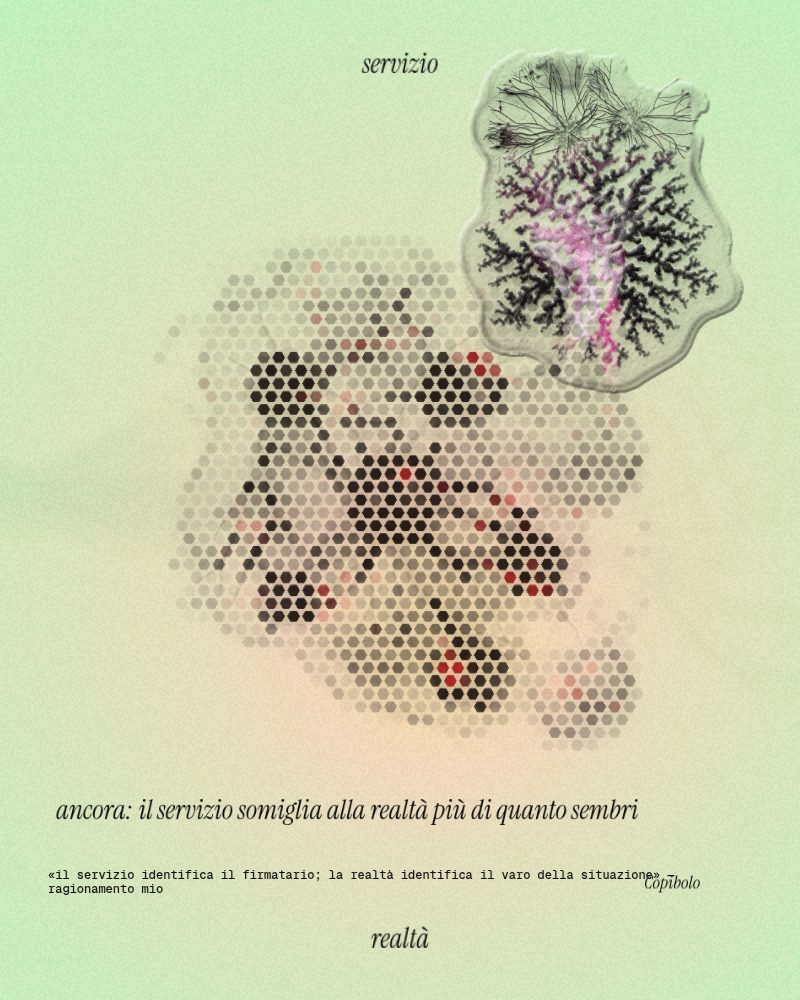 servizio
ancora: il servizio somiglia alla realtà più di quanto sembri
«il servizio identifica il firmatario; la realtà identifica il varo della situazione» —
ragionamento mio
Copibolo
realtà